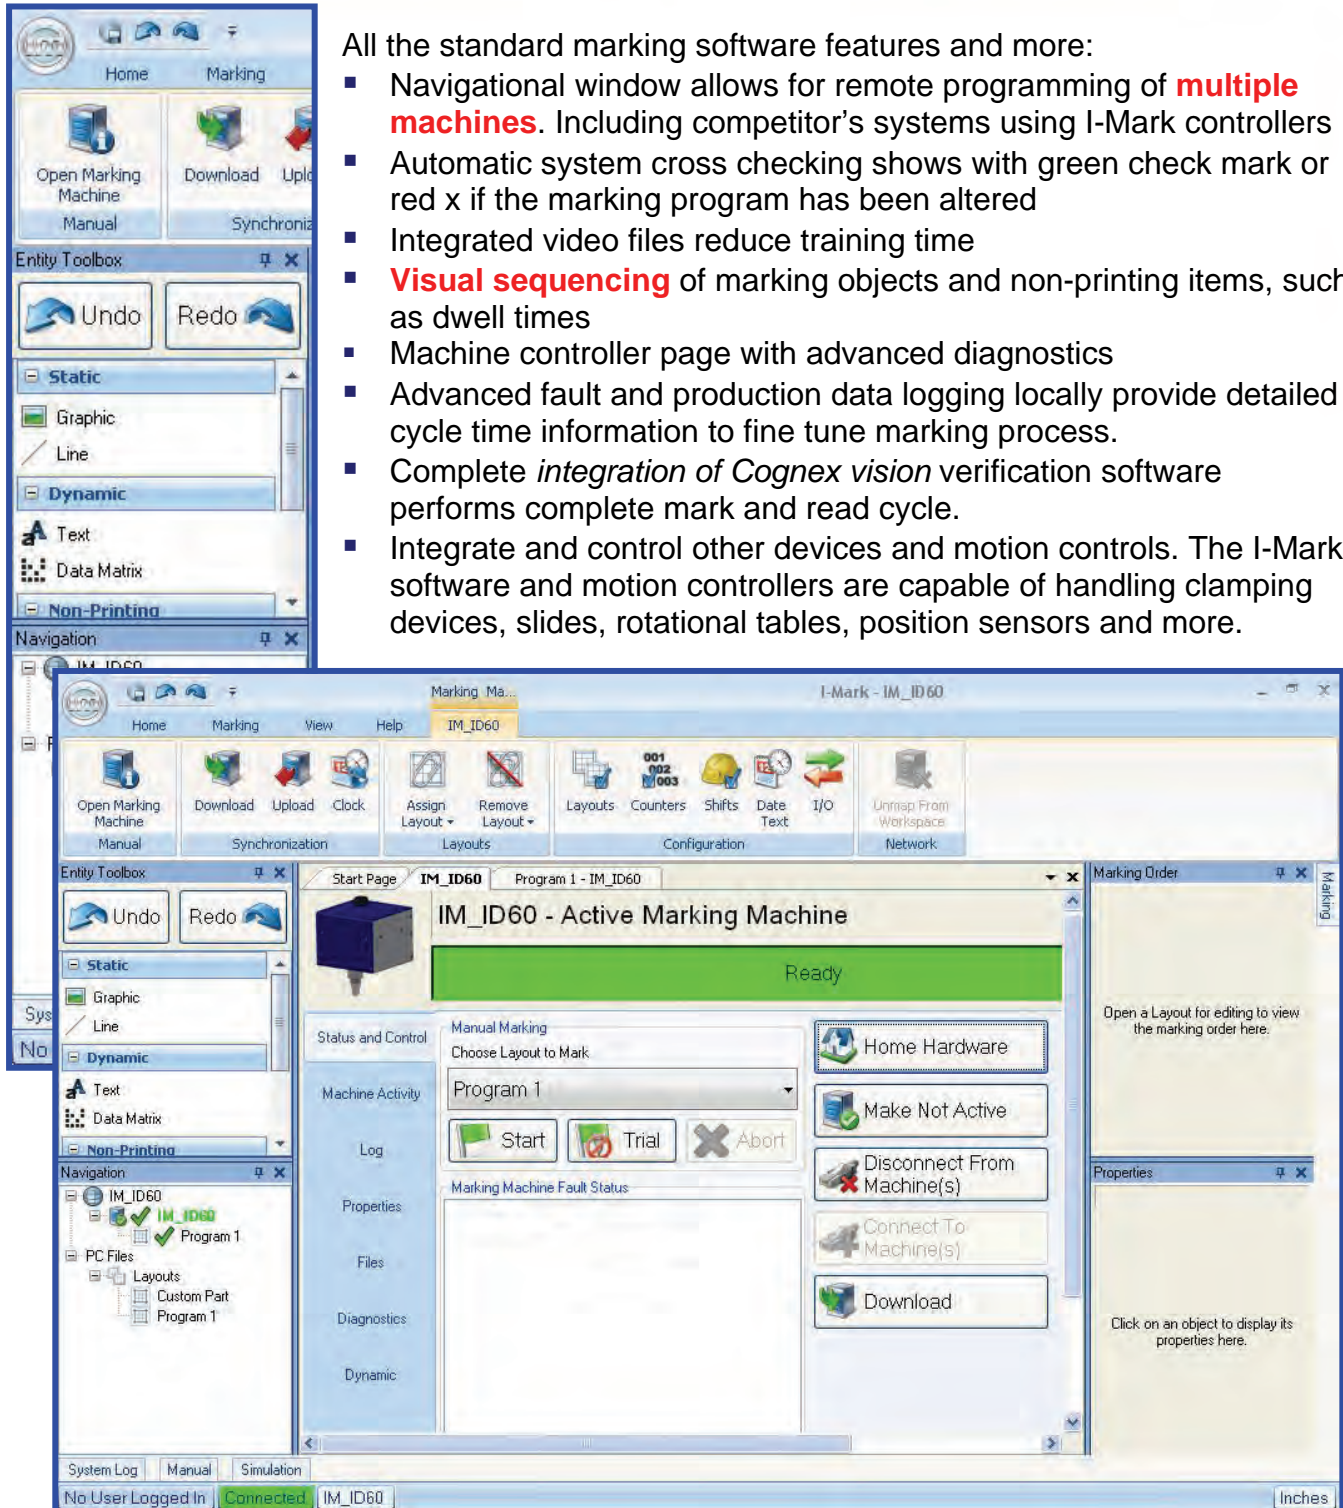 Home Marking
Open Marking
Machine
Download
Manual
Entity Toolbox
Undo Redo
Static
Graphic
Line
Dynamic
Text
Data Matrix
Non-Printing
Navigation
All the standard marking software features and more:
Navigational window allows for remote programming of multiple
machines. Including competitor's systems using I-Mark controllers
Automatic system cross checking shows with green check mark or
red x if the marking program has been altered
Integrated video files reduce training time
Visual sequencing of marking objects and non-printing items, such
as dwell times
Machine controller page with advanced diagnostics
Advanced fault and production data logging locally provide detailed
cycle time information to fine tune marking process.
Complete integration of Cognex vision verification software
performs complete mark and read cycle.
Integrate and control other devices and motion controls. The I-Mark
software and motion controllers are capable of handling clamping
devices, slides, rotational tables, position sensors and more.
Marking Ma...
I-Mark - IM_ID60
Home Marking View Help IM_ID60
Open Marking
Machine
Download Upload Clock
Assign
Layout
Remove
Layout
001
002
003
Layouts Counters Shifts Date
Text
I/O
Unmap From
Workspace
Manual Synchronization Layouts Configuration Network
Entity Toolbox
Undo Redo
Static
Graphic
Line
Dynamic
Text
Data Matrix
Non-Printing
Navigation
IM_ID60
IM_ID60
Program 1
PC Files
Layouts
Custom Part
Program 1
Start Page IM_ID60 Program 1 - IM_ID60
IM_ID60 - Active Marking Machine
Ready
Status and Control
Machine Activity
Log
Properties
Files
Diagnostics
Dynamic
Manual Marking
Choose Layout to Mark
Program 1
Start Trial Abort
Marking Machine Fault Status
Home Hardware
Make Not Active
Disconnect From
Machine(s)
Connect To
Machine(s)
Download
Marking Order
Marking
Open a Layout for editing to view
the marking order here.
Properties
Click on an object to display its
properties here.
System Log Manual Simulation
No User Logged In Connected IM_ID60 Inches